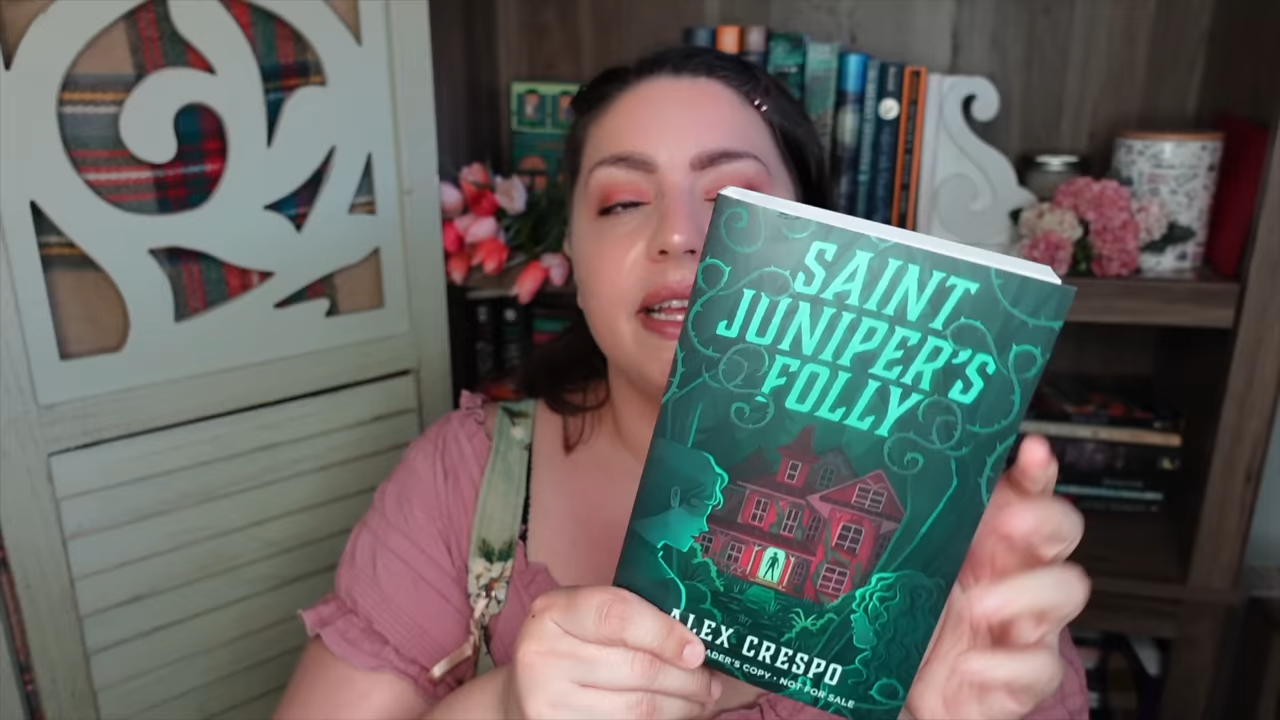 SAINT
JUNIPER'S
FOLLY
ALEX CRESPO
ADER'S COPY • NOT FOR SALE